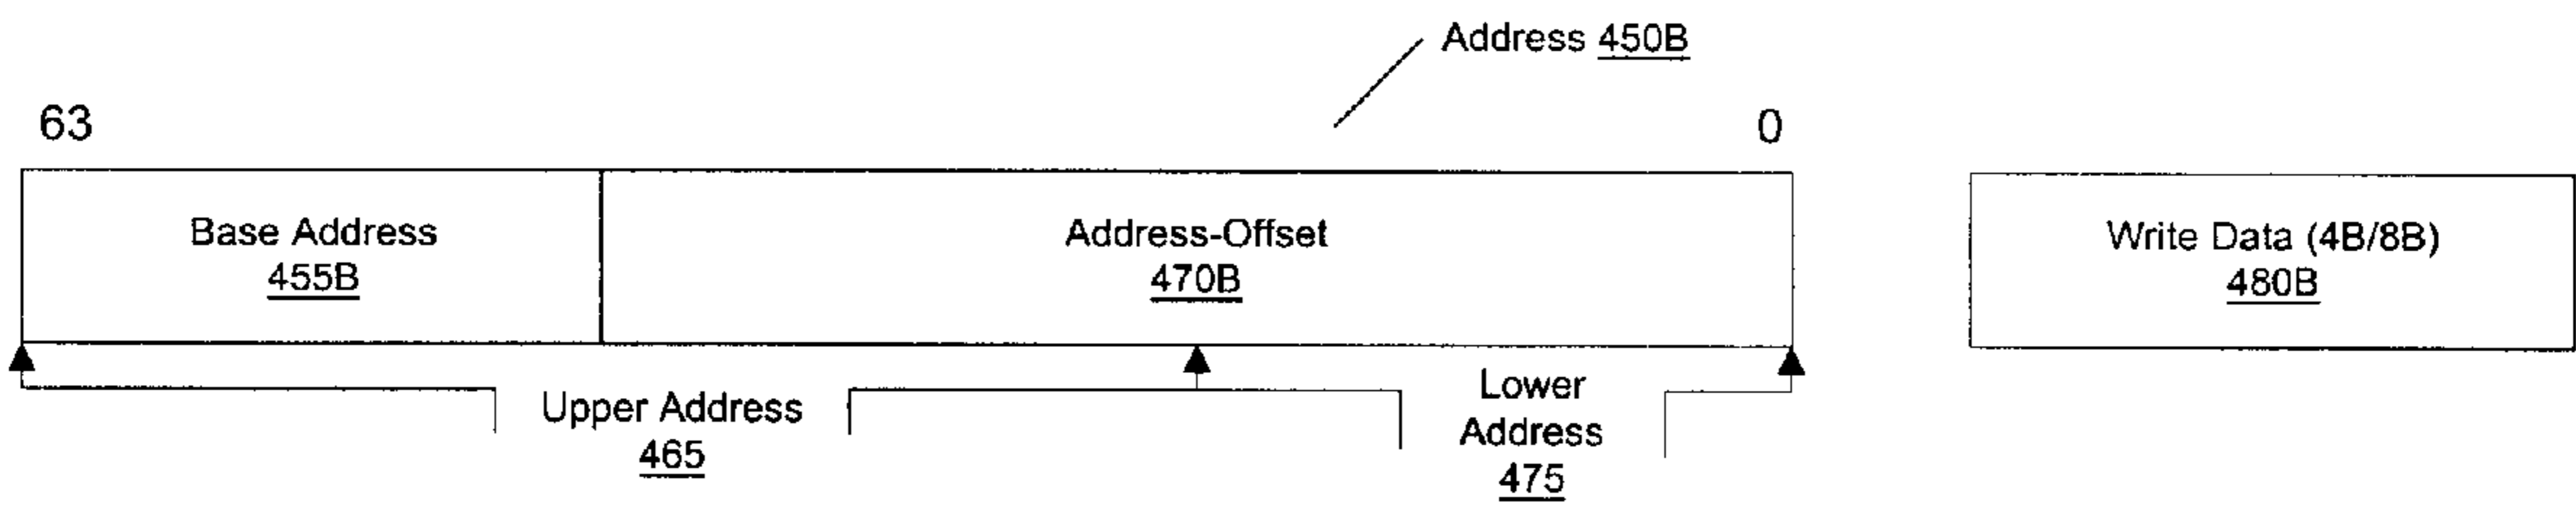 Address 450B
63
0
Base Address
455B
Address-Offset
470B
Write Data (4B/8B)
480B
Upper Address
465
Lower
Address
475